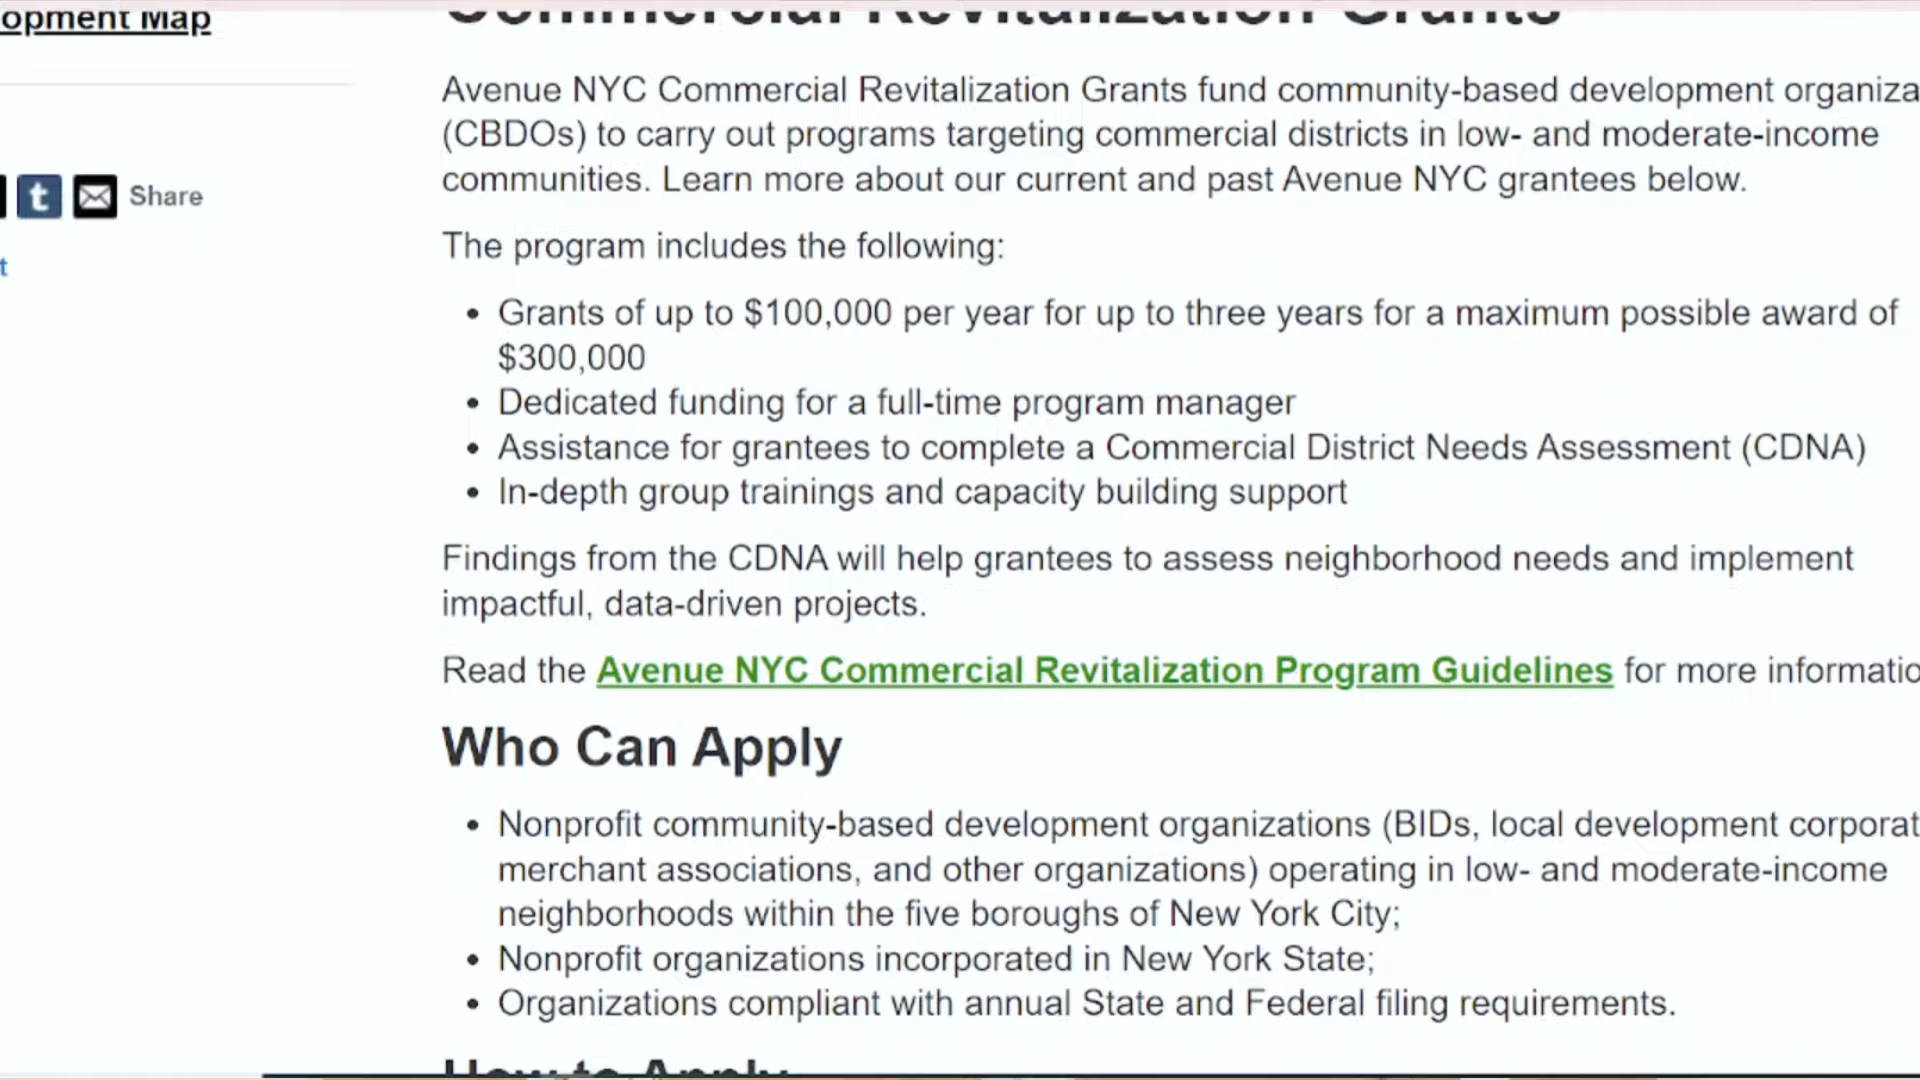 opment Map
Commercial Revitalization Grants
Avenue NYC Commercial Revitalization Grants fund community-based development organiza
(CBDOs) to carry out programs targeting commercial districts in low- and moderate-income
communities. Learn more about our current and past Avenue NYC grantees below.
Share
t
The program includes the following:
• Grants of up to $100,000 per year for up to three years for a maximum possible award of
$300,000
• Dedicated funding for a full-time program manager
• Assistance for grantees to complete a Commercial District Needs Assessment (CDNA)
• In-depth group trainings and capacity building support
Findings from the CDNA will help grantees to assess neighborhood needs and implement
impactful, data-driven projects.
Read the Avenue NYC Commercial Revitalization Program Guidelines for more informatio
Who Can Apply
• Nonprofit community-based development organizations (BIDs, local development corporat
merchant associations, and other organizations) operating in low- and moderate-income
neighborhoods within the five boroughs of New York City;
• Nonprofit organizations incorporated in New York State;
• Organizations compliant with annual State and Federal filing requirements.
How to Apply